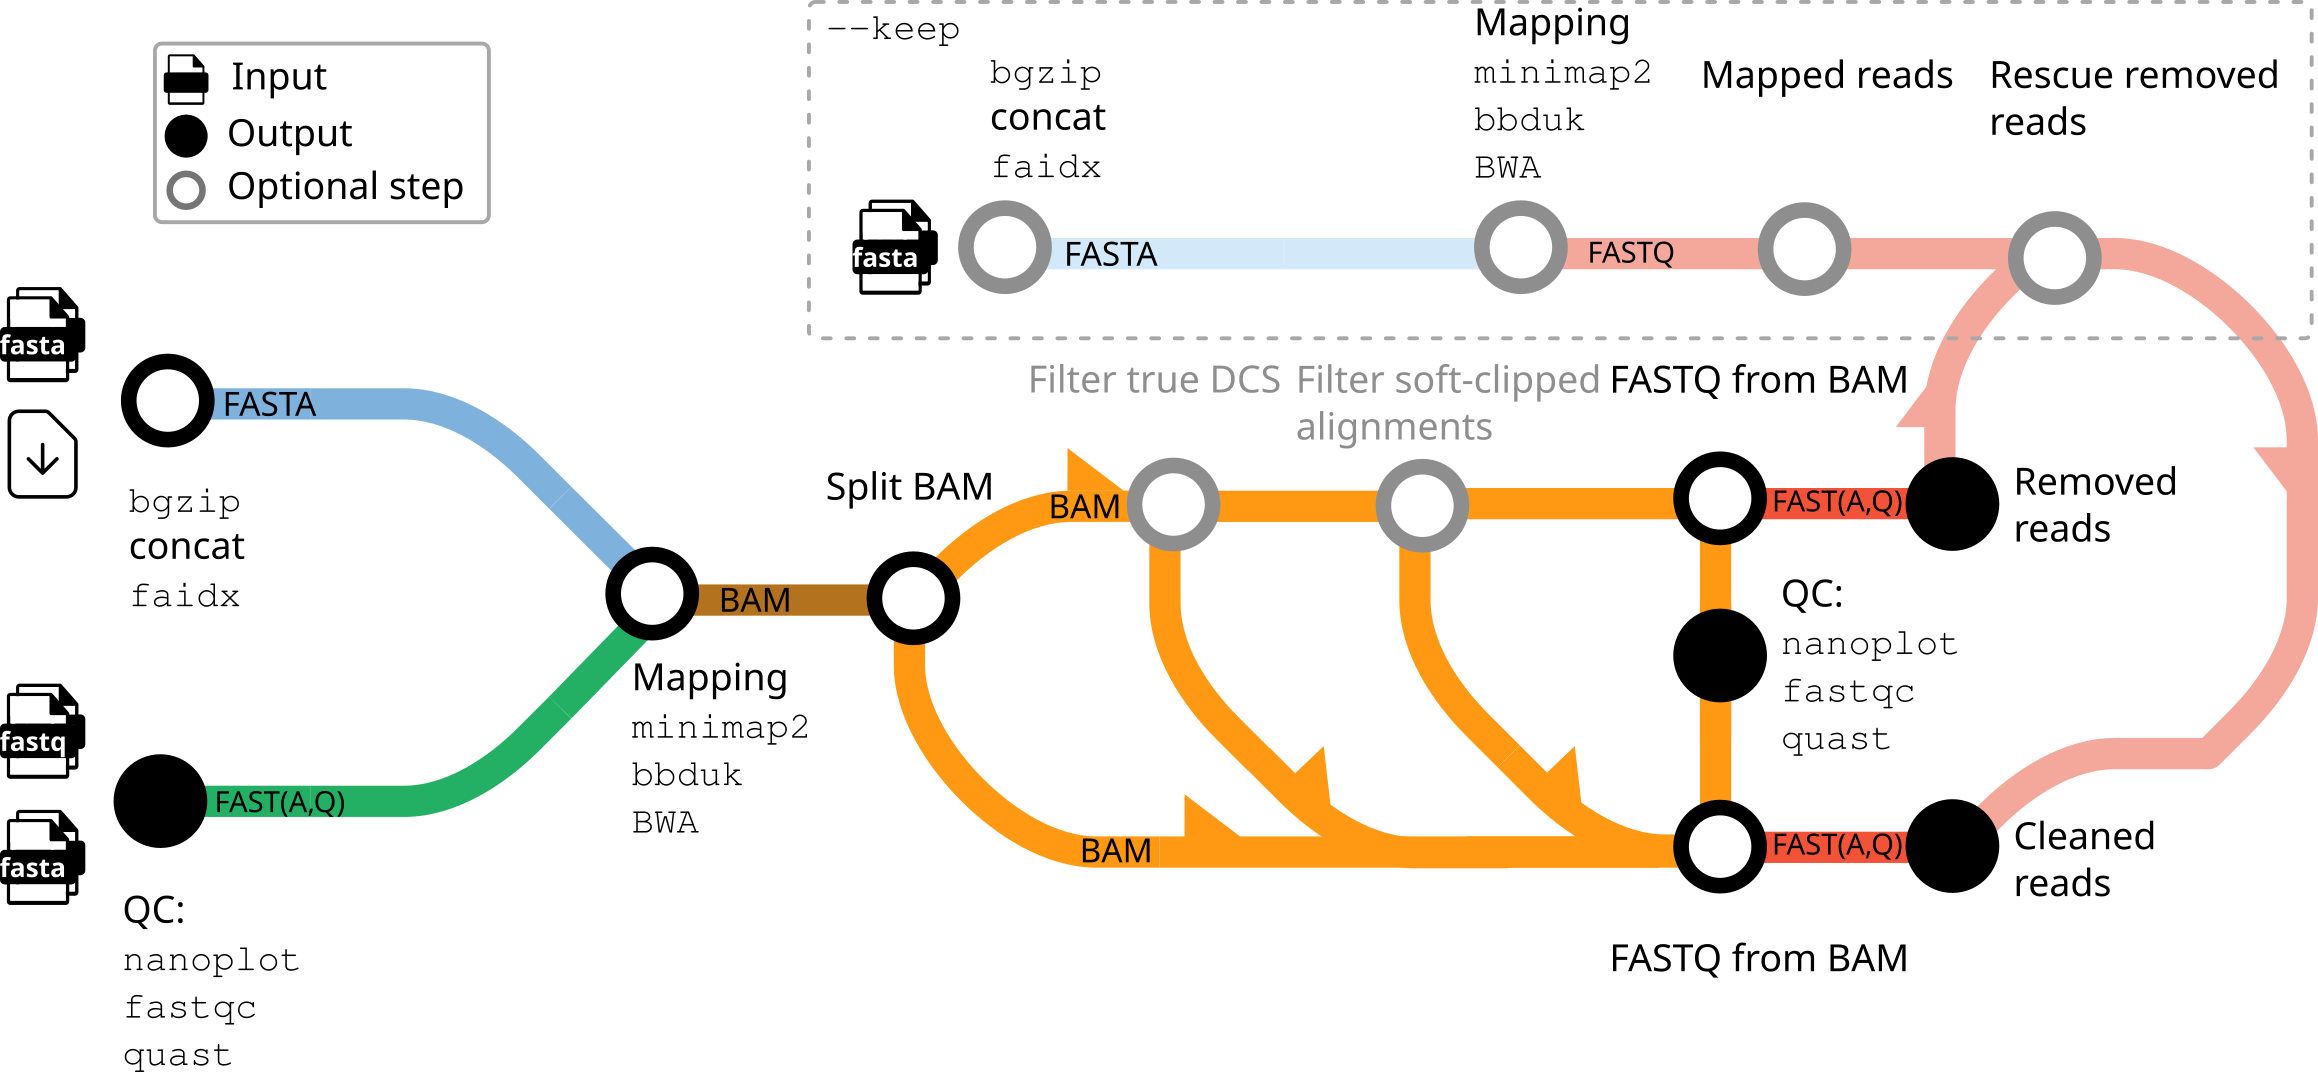 Input
Output
Optional step
--keep
bgzip
concat
faidx
Mapping
minimap2
bbduk
BWA
Mapped reads
Rescue removed
reads
fasta
FASTA
FASTQ
fasta
FASTA
bgzip
concat
faidx
fastq
fasta
FAST(A,Q)
QC:
nanoplot
fastqc
quast
Mapping
minimap2
bbduk
BWA
BAM
Split BAM
BAM
BAM
Filter true DCS
Filter soft-clipped
alignments
FASTQ from BAM
FAST(A,Q)
Removed
reads
QC:
nanoplot
fastqc
quast
FAST(A,Q)
Cleaned
reads
FASTQ from BAM